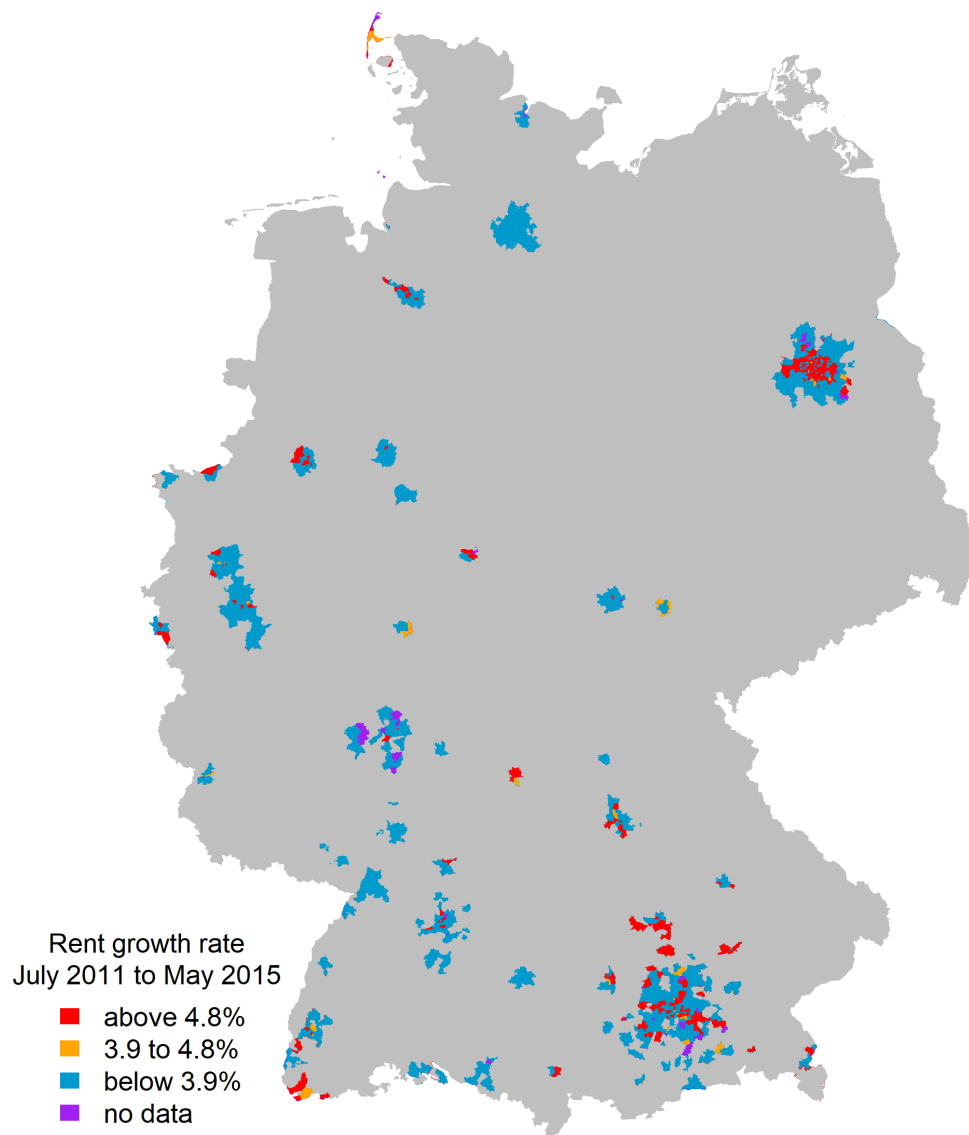 Rent growth rate
July 2011 to May 2015
above 4.8%
3.9 to 4.8%
below 3.9%
no data